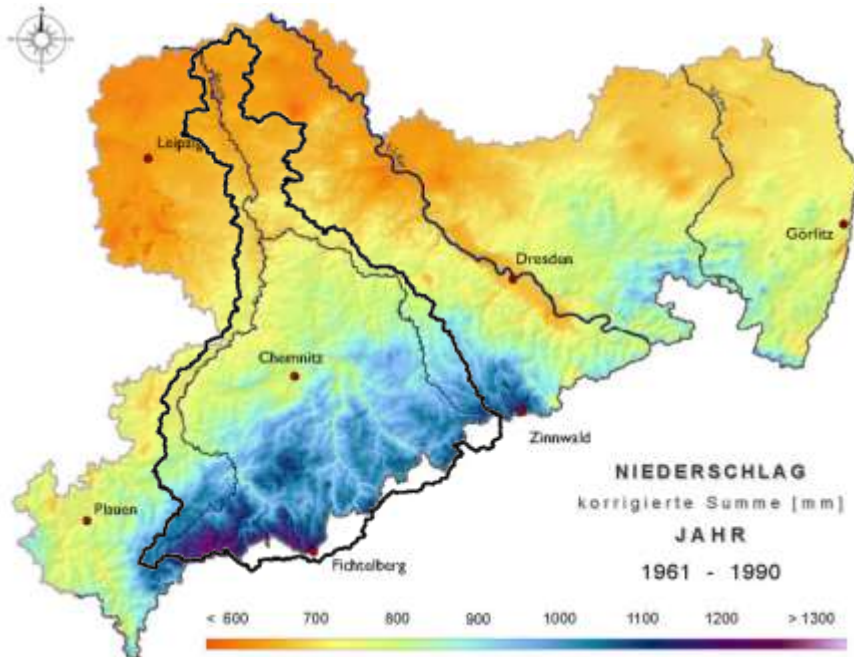 Leipzig
Görlitz
Dresden
Chemnitz
Zinnwald
Plauen
Fichtelberg
NIEDERSCHLAG
korrigierte Summe [mm]
JAHR
1961 - 1990
< 600 700 800 900 1000 1100 1200 > 1300